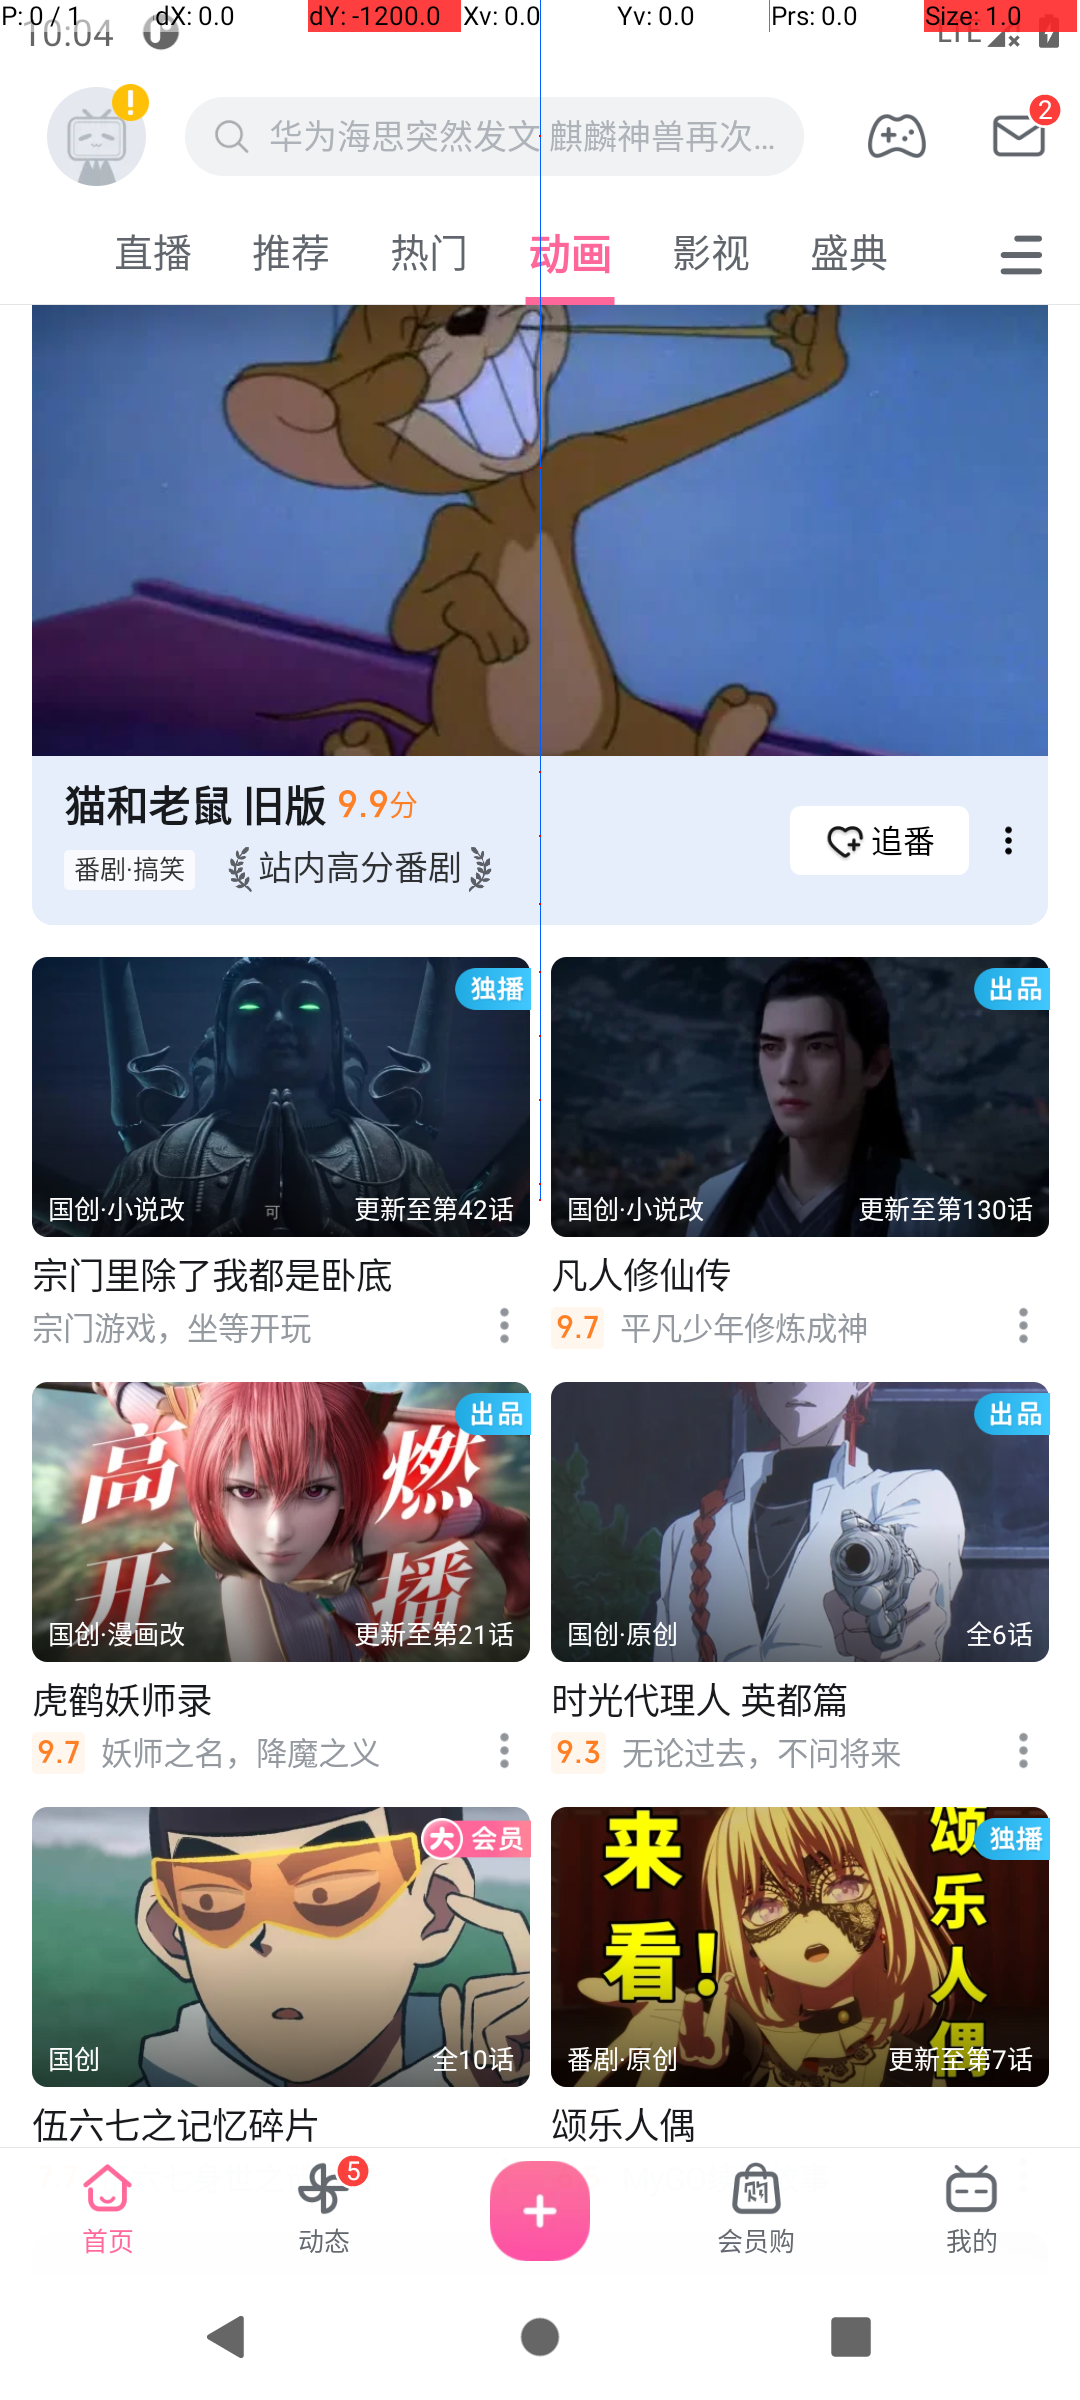 P: 0 / 1 dX: 0.0 dY: -1200.0 Xv: 0.0 Yv: 0.0 Prs: 0.0 Size: 1.0
10:04 LTE
华为海思突然发文 麒麟神兽再次... 2
直播 推荐 热门 动画 影视 盛典
猫和老鼠 旧版 9.9分
番剧·搞笑 站内高分番剧
追番
独播
国创·小说改 可 更新至第42话
宗门里除了我都是卧底
宗门游戏，坐等开玩
出品
国创·小说改 更新至第130话
凡人修仙传
9.7 平凡少年修炼成神
出品
高燃
开播
国创·漫画改 更新至第21话
虎鹤妖师录
9.7 妖师之名，降魔之义
出品
国创·原创 全6话
时光代理人 英都篇
9.3 无论过去，不问将来
大会员
国创 全10话
伍六七之记忆碎片
独播
来看！
颂乐人偶
番剧·原创 更新至第7话
颂乐人偶
首页 动态 5 会员购 我的